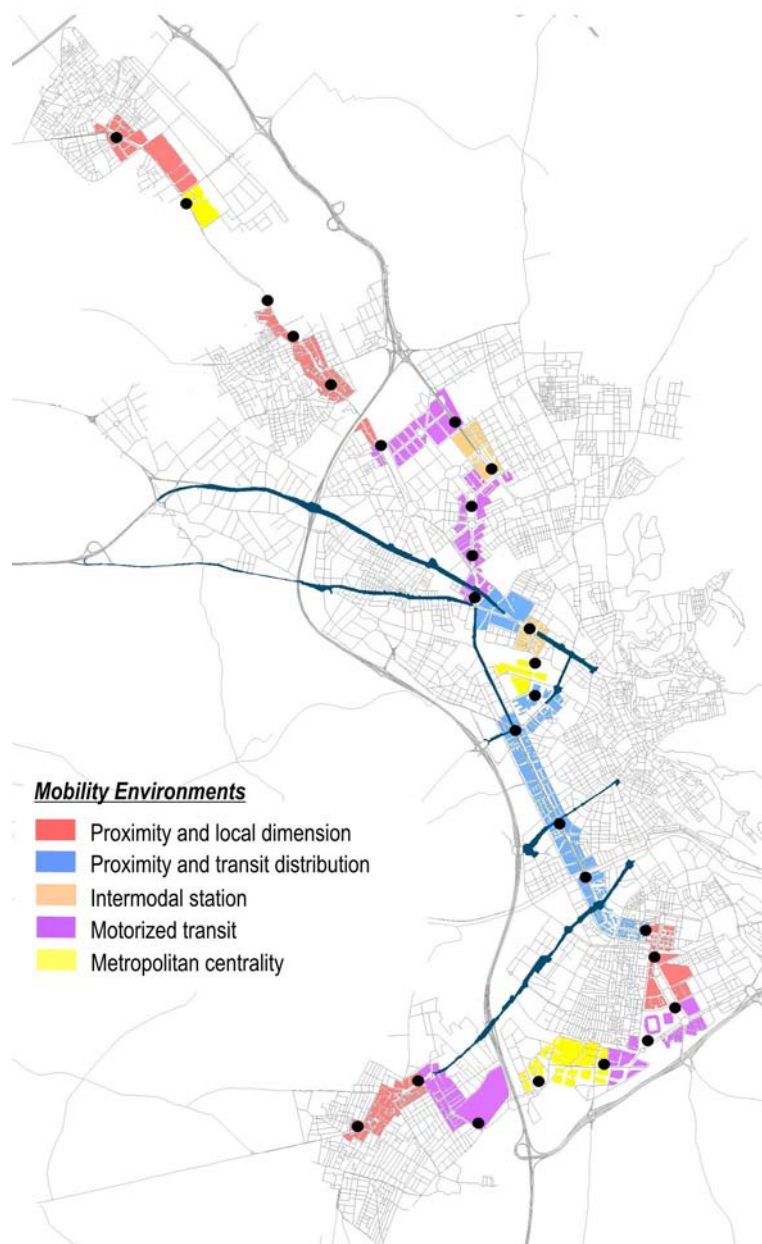 Mobility Environments
Proximity and local dimension
Proximity and transit distribution
Intermodal station
Motorized transit
Metropolitan centrality